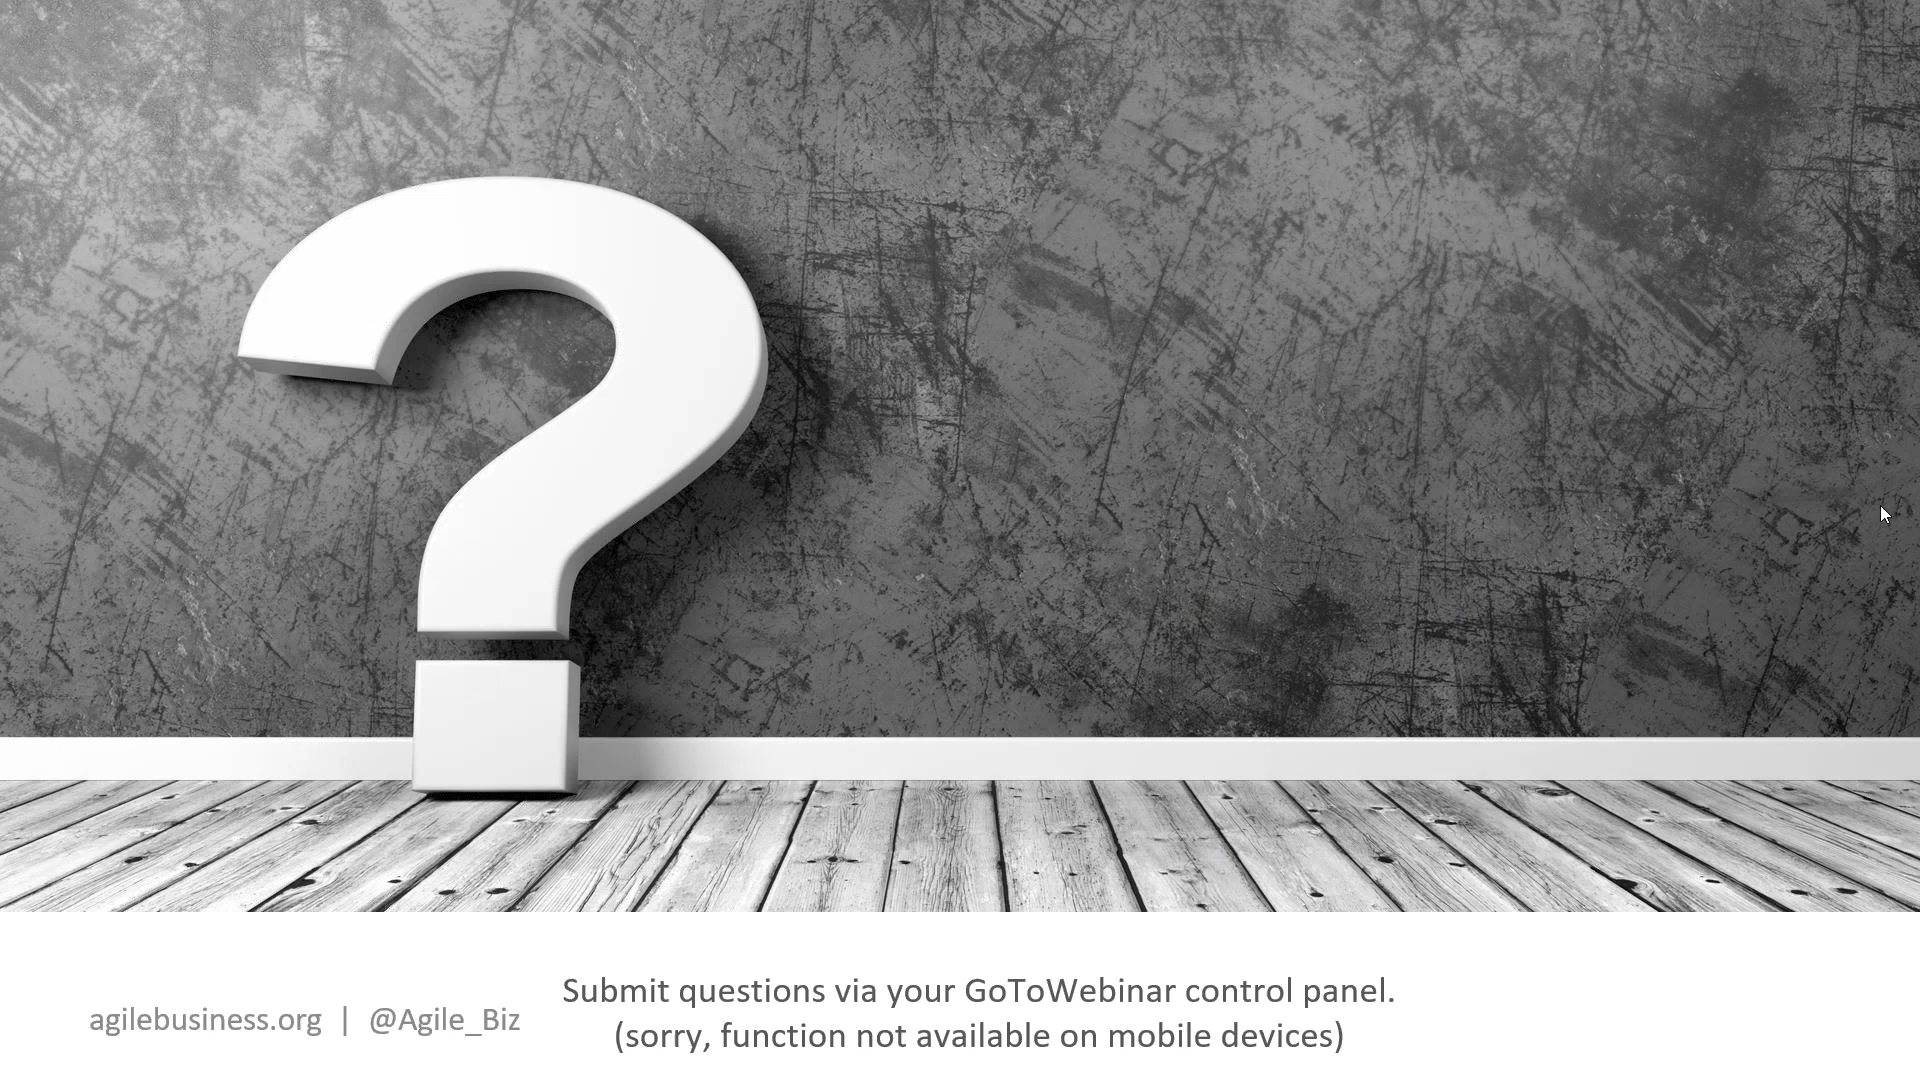 Submit questions via your GoToWebinar control panel.
agilebusiness.org | @Agile_Biz
(sorry, function not available on mobile devices)